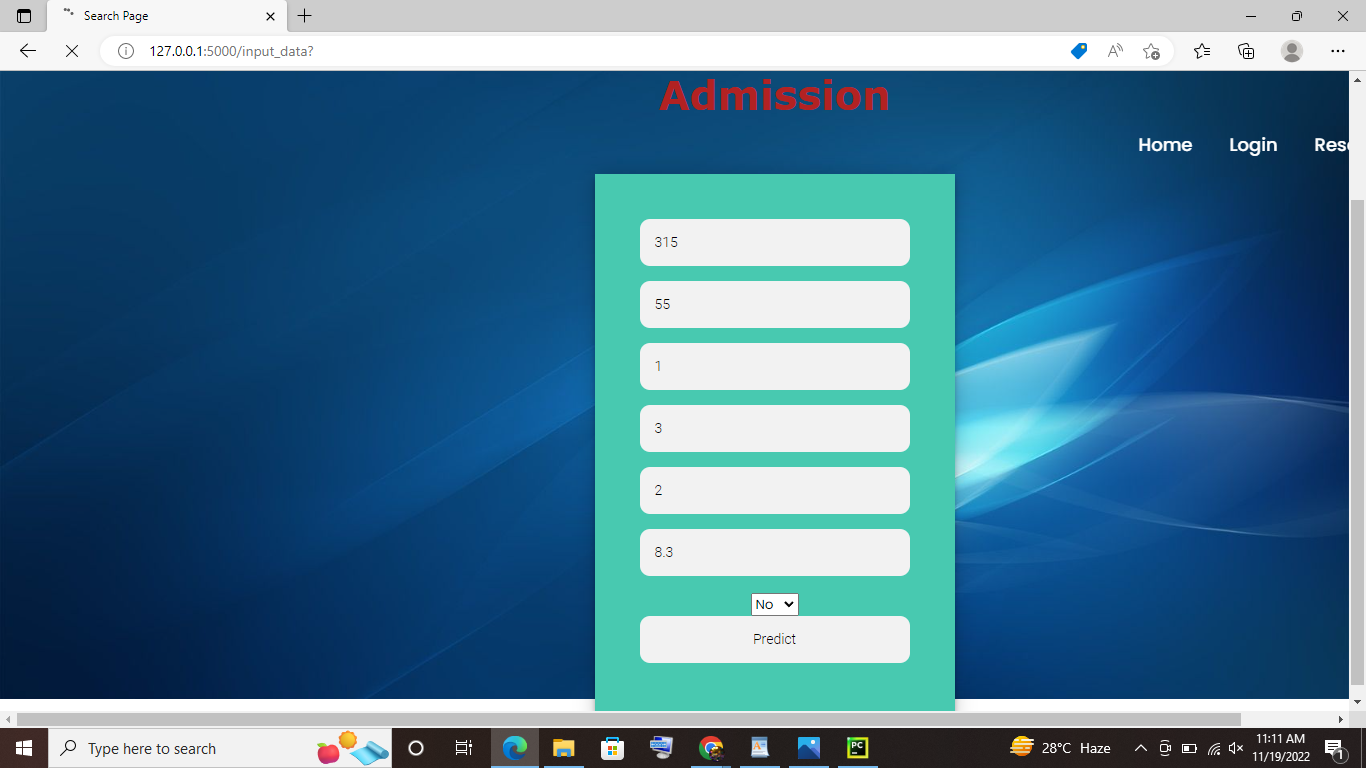 Search Page
127.0.0.1:5000/input_data?
Admission
Home Login Res
315
55
1
3
2
8.3
No
Predict
Type here to search
28°C Haze
11:11 AM
11/19/2022
1